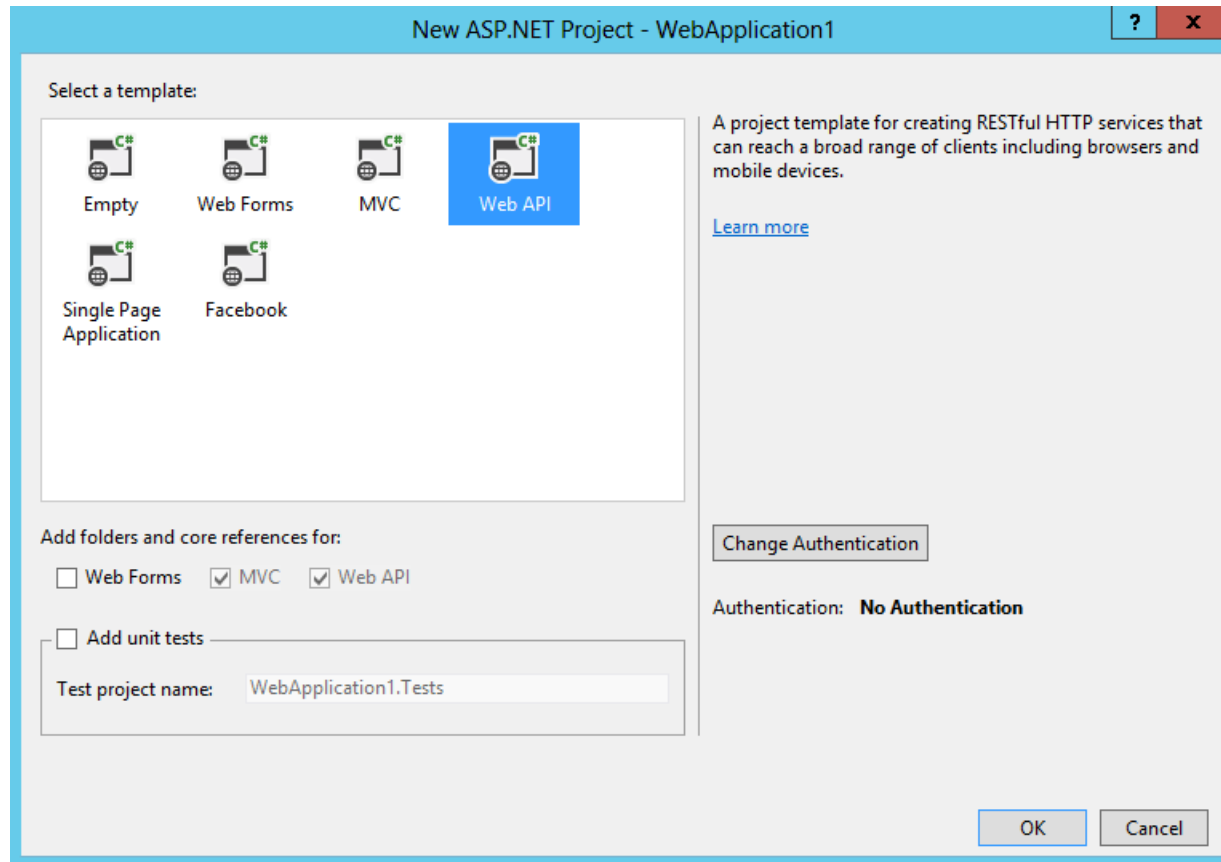 New ASP.NET Project - WebApplication1
?
x
Select a template:
C# C# C# C#
Empty Web Forms MVC Web API
C# C#
Single Page Application
Facebook
A project template for creating RESTful HTTP services that
can reach a broad range of clients including browsers and
mobile devices.
Learn more
Add folders and core references for:
Web Forms MVC Web API
Add unit tests
Test project name: WebApplication1.Tests
Change Authentication
Authentication: No Authentication
OK Cancel